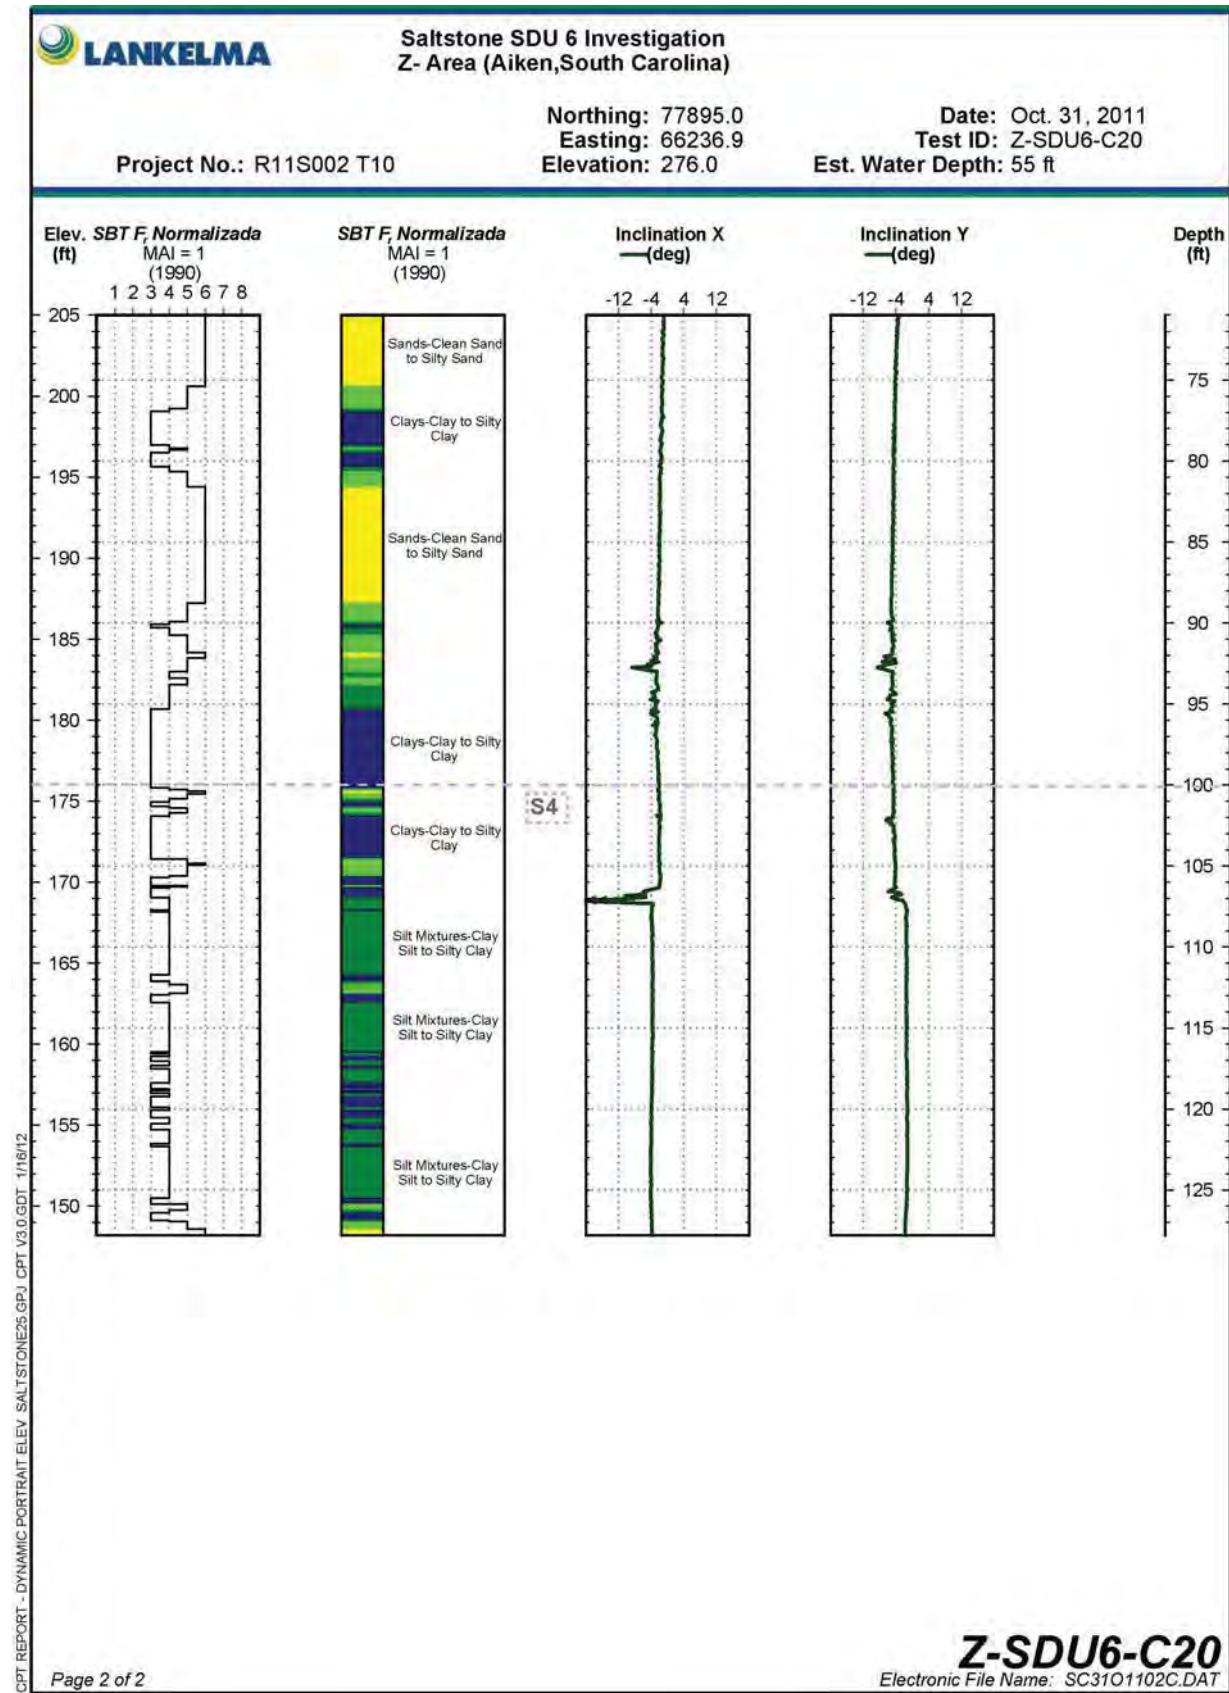 LANKELMA
Saltstone SDU 6 Investigation
Z- Area (Aiken,South Carolina)
Northing: 77895.0
Date: Oct. 31, 2011
Easting: 66236.9
Test ID: Z-SDU6-C20
Project No.: R11S002 T10
Elevation: 276.0
Est. Water Depth: 55 ft
Elev.
(ft)
SBT Fr Normalizada
MAI = 1
(1990)
1 2 3 4 5 6 7 8
SBT Fr Normalizada
MAI = 1
(1990)
Inclination X
(deg)
-12 -4 4 12
Inclination Y
(deg)
-12 -4 4 12
Depth
(ft)
205
200
195
190
185
180
175
170
165
160
155
150
Sands-Clean Sand
to Silty Sand
Clays-Clay to Silty
Clay
Sands-Clean Sand
to Silty Sand
Clays-Clay to Silty
Clay
Clays-Clay to Silty
Clay
Silt Mixtures-Clay
Silt to Silty Clay
Silt Mixtures-Clay
Silt to Silty Clay
Silt Mixtures-Clay
Silt to Silty Clay
S4
75
80
85
90
95
100
105
110
115
120
125
CPT REPORT - DYNAMIC PORTRAIT ELEV SALTSTONE25.GPJ CPT V3.0.GDT 1/16/12
Z-SDU6-C20
Page 2 of 2
Electronic File Name: SC31O1102C.DAT